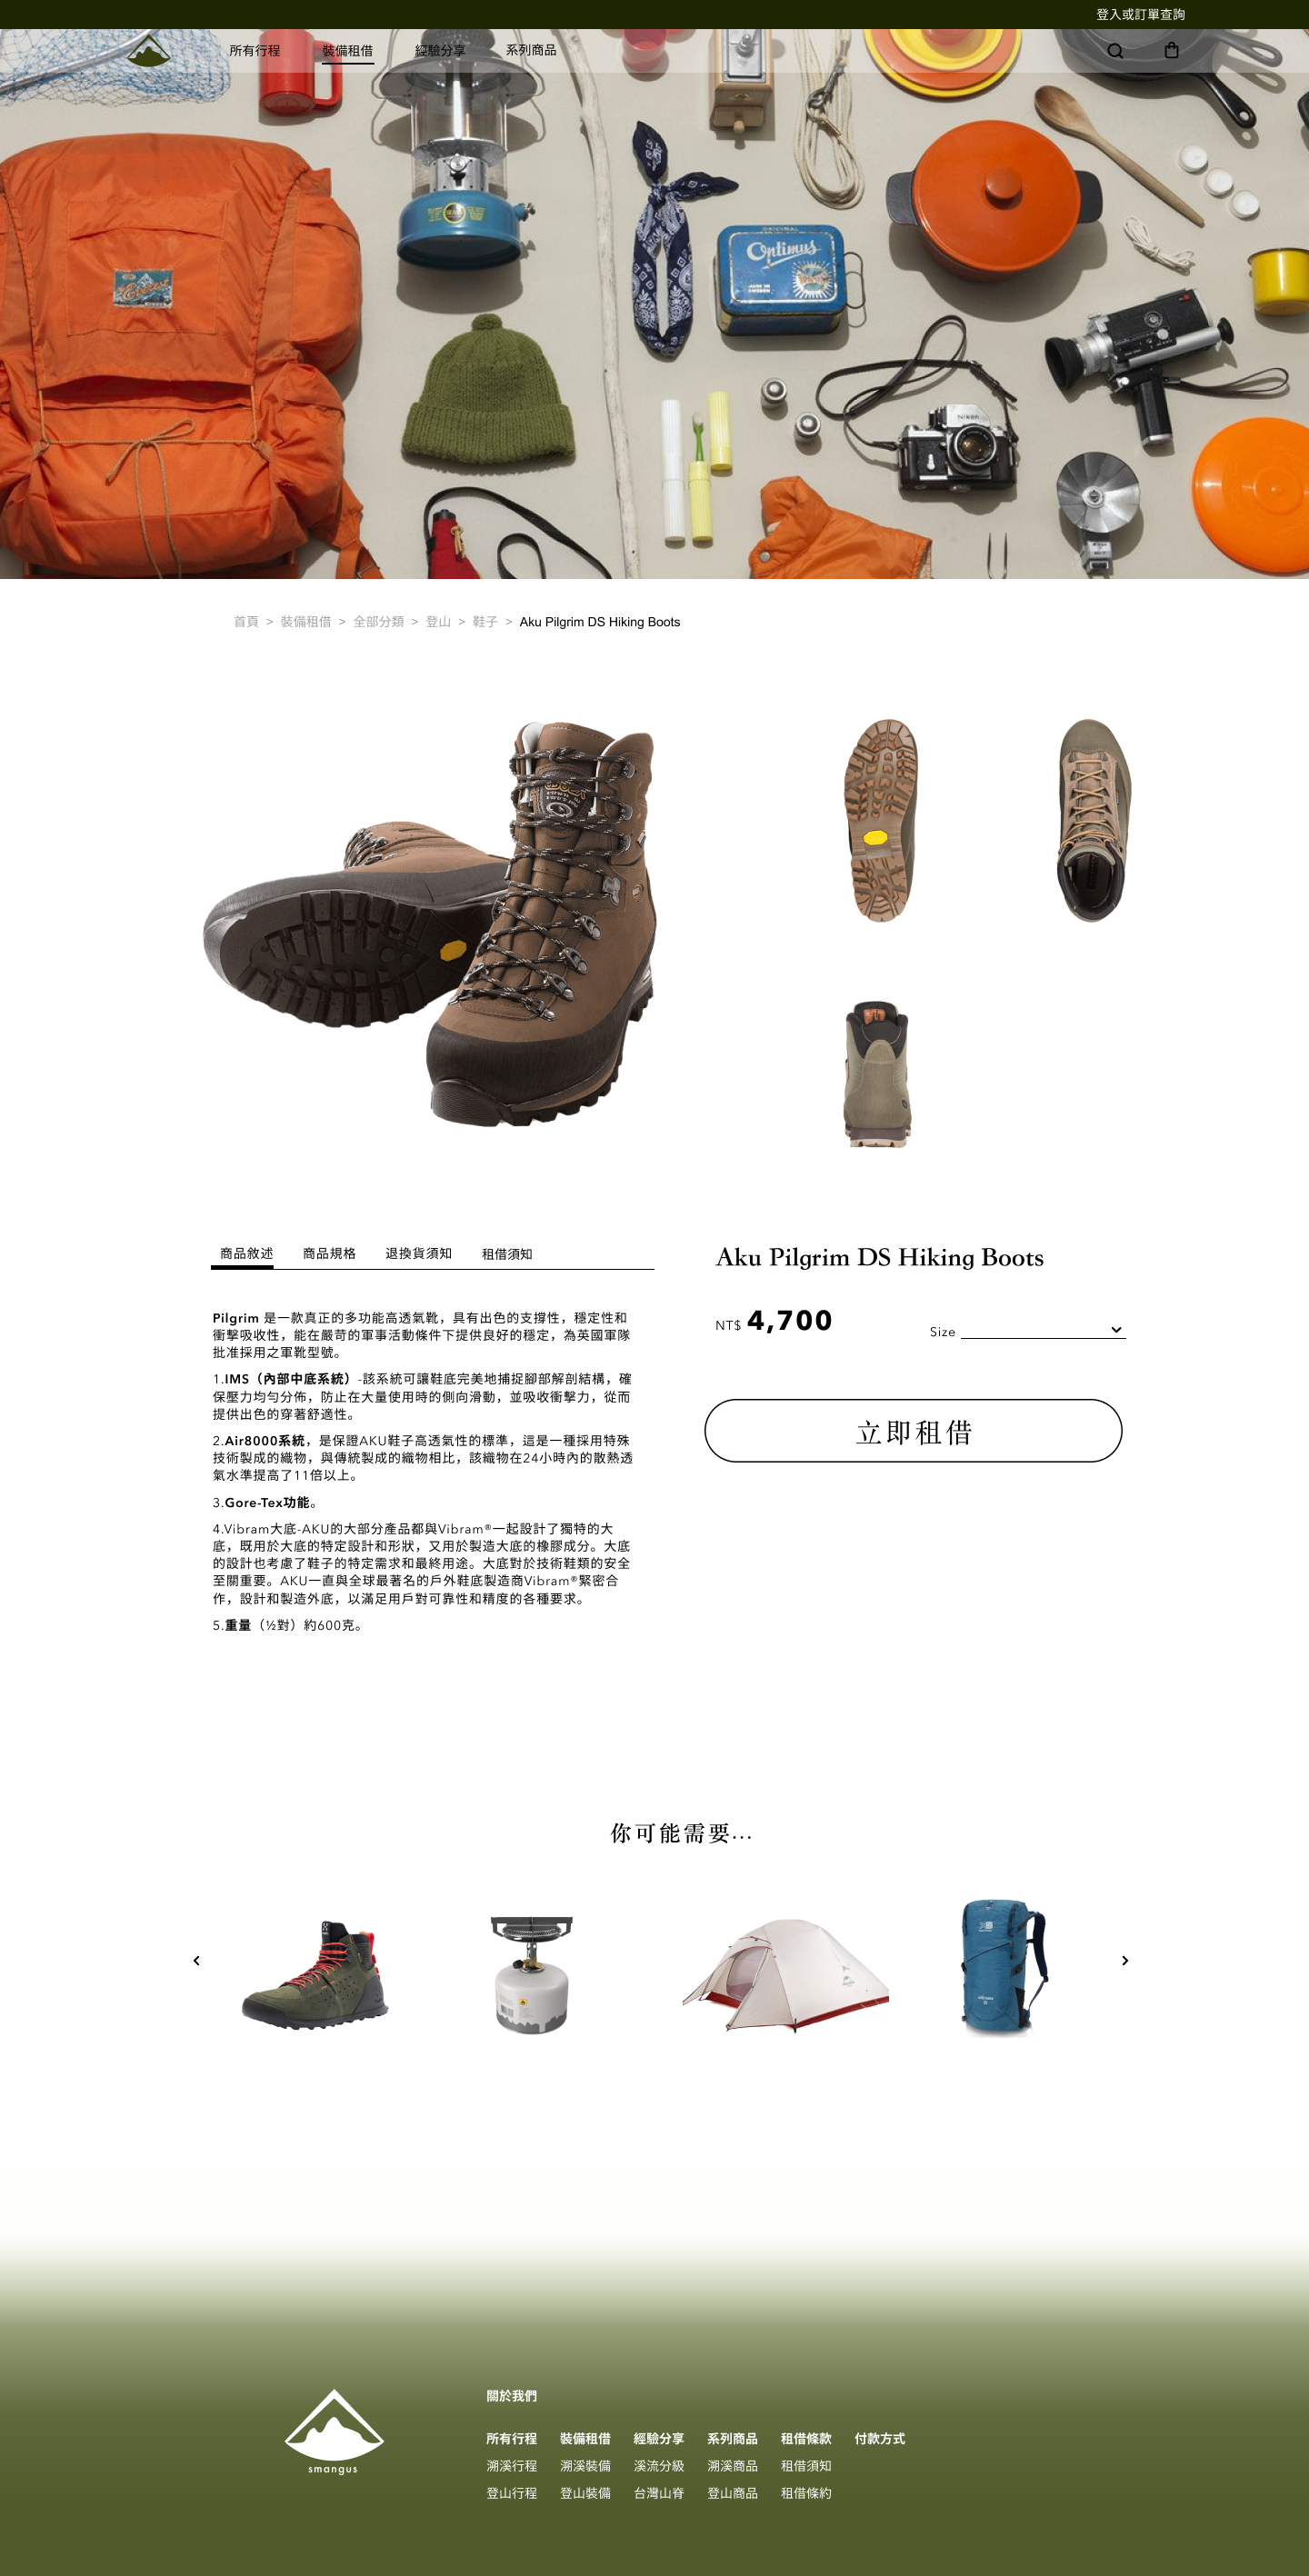 登入或訂單查詢
所有行程 裝備租借 經驗分享 系列商品
Optimus
Nikon
首頁 > 裝備租借 > 全部分類 > 登山 > 鞋子 > Aku Pilgrim DS Hiking Boots
商品敘述 商品規格 退換貨須知 租借須知
Aku Pilgrim DS Hiking Boots
NT$ 4,700
Size
立即租借
Pilgrim 是一款真正的多功能高透氣靴，具有出色的支撐性，穩定性和
衝擊吸收性，能在嚴苛的軍事活動條件下提供良好的穩定，為英國軍隊
批准採用之軍靴型號。
1.IMS（內部中底系統）-該系統可讓鞋底完美地捕捉腳部解剖結構，確
保壓力均勻分佈，防止在大量使用時的側向滑動，並吸收衝擊力，從而
提供出色的穿著舒適性。
2.Air8000系統，是保證AKU鞋子高透氣性的標準，這是一種採用特殊
技術製成的織物，與傳統製成的織物相比，該織物在24小時內的散熱透
氣水準提高了11倍以上。
3.Gore-Tex功能。
4.Vibram大底-AKU的大部分產品都與Vibram®一起設計了獨特的大
底，既用於大底的特定設計和形狀，又用於製造大底的橡膠成分。大底
的設計也考慮了鞋子的特定需求和最終用途。大底對於技術鞋類的安全
至關重要。AKU一直與全球最著名的戶外鞋底製造商Vibram®緊密合
作，設計和製造外底，以滿足用戶對可靠性和精度的各種要求。
5.重量（½對）約600克。
你可能需要...
smangus
關於我們
所有行程 裝備租借 經驗分享 系列商品 租借條款 付款方式
溯溪行程 溯溪裝備 溪流分級 溯溪商品 租借須知
登山行程 登山裝備 台灣山脊 登山商品 租借條約